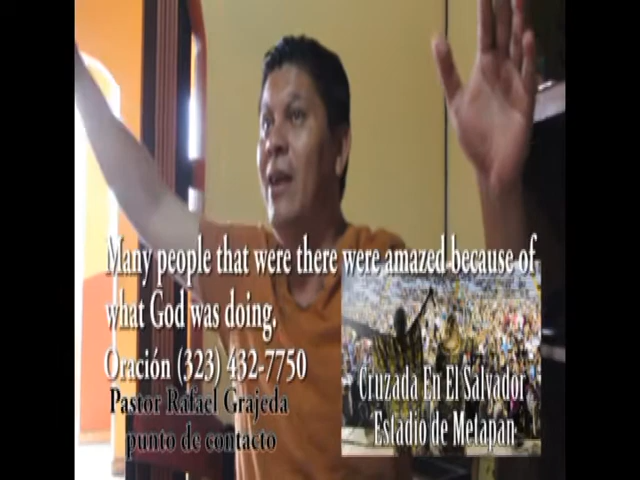 Many people that were there were amazed because of
what God was doing.
Oración (323) 432-7750
Pastor Rafael Grajeda
punto de contacto
Cruzada En El Salvador
Estadio de Metapan